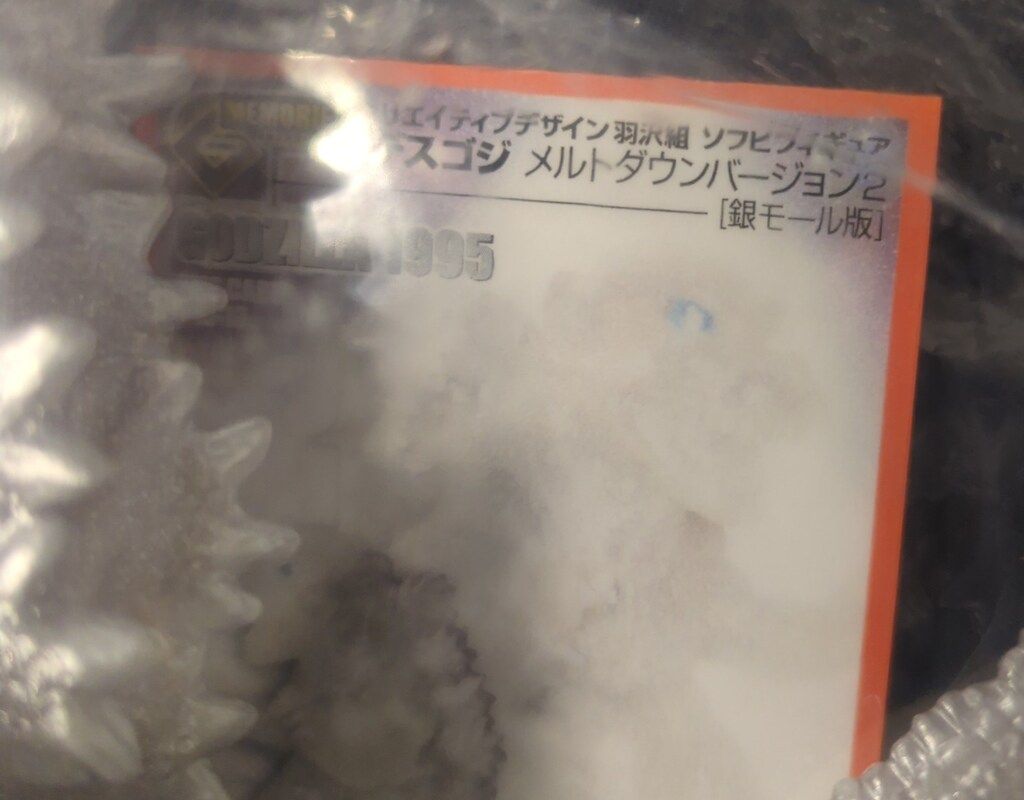 MEMORI
リエイティブデザイン 羽沢組 ソフビフィギュア
デスゴジ メルトダウンバージョン2
[銀モール版]
GODZILLA 1995